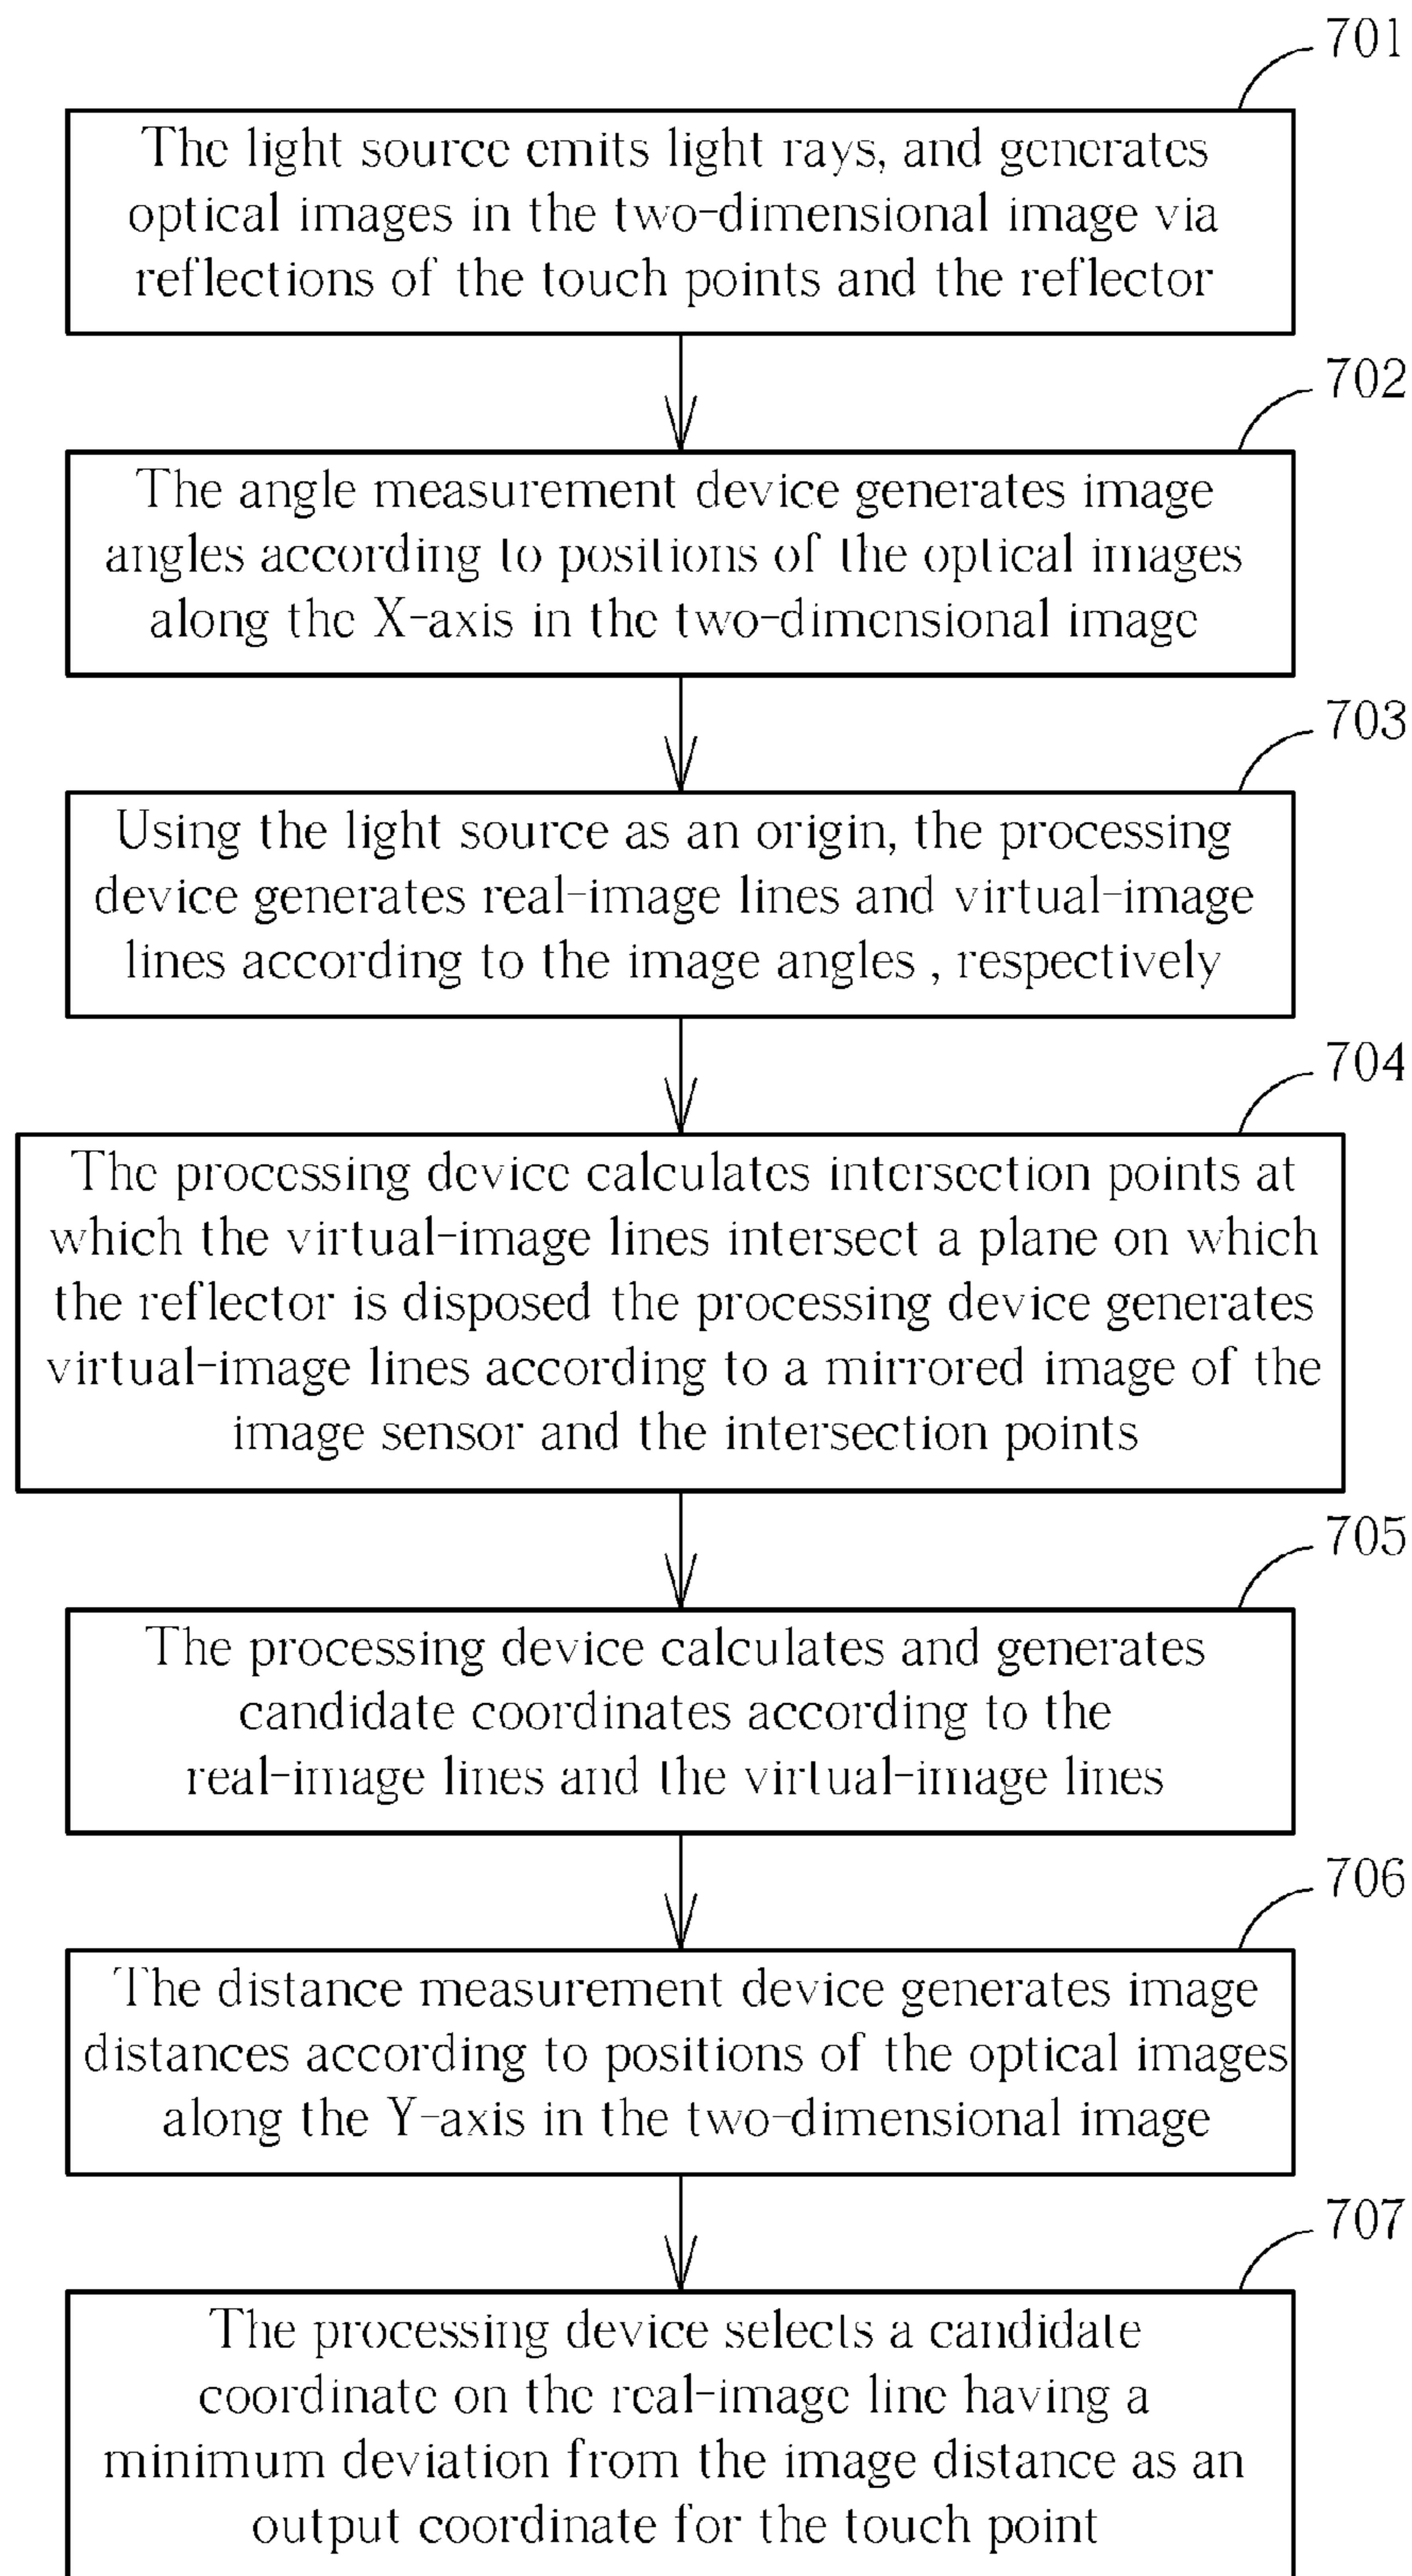 701
The light source emits light rays, and generates
optical images in the two-dimensional image via
reflections of the touch points and the reflector
702
The angle measurement device generates image
angles according to positions of the optical images
along the X-axis in the two-dimensional image
703
Using the light source as an origin, the processing
device generates real-image lines and virtual-image
lines according to the image angles , respectively
704
The processing device calculates intersection points at
which the virtual-image lines intersect a plane on which
the reflector is disposed the processing device generates
virtual-image lines according to a mirrored image of the
image sensor and the intersection points
705
The processing device calculates and generates
candidate coordinates according to the
real-image lines and the virtual-image lines
706
The distance measurement device generates image
distances according to positions of the optical images
along the Y-axis in the two-dimensional image
707
The processing device selects a candidate
coordinate on the real-image line having a
minimum deviation from the image distance as an
output coordinate for the touch point